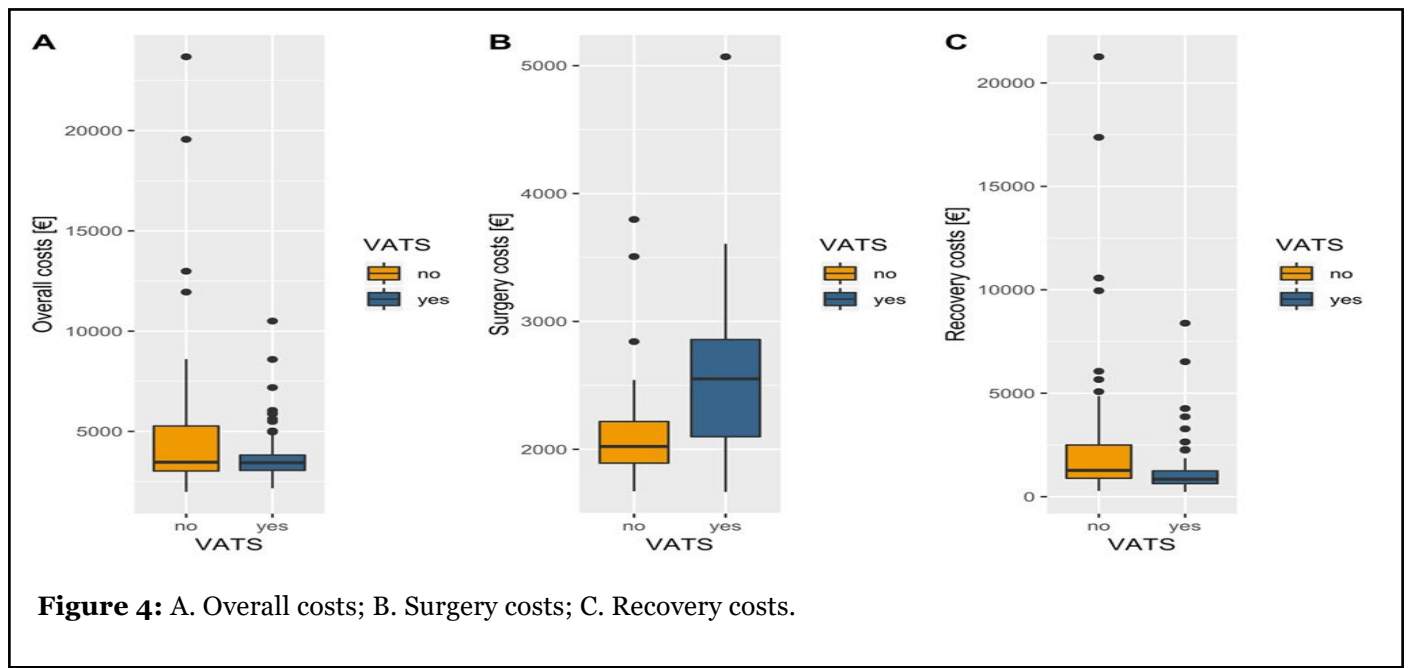 A
Overall costs [€]
20000
15000
10000
5000
no
yes
VATS
VATS
no
yes
B
Surgery costs [€]
5000
4000
3000
2000
no
yes
VATS
VATS
no
yes
C
Recovery costs [€]
20000
15000
10000
5000
0
no
yes
VATS
VATS
no
yes
Figure 4: A. Overall costs; B. Surgery costs; C. Recovery costs.